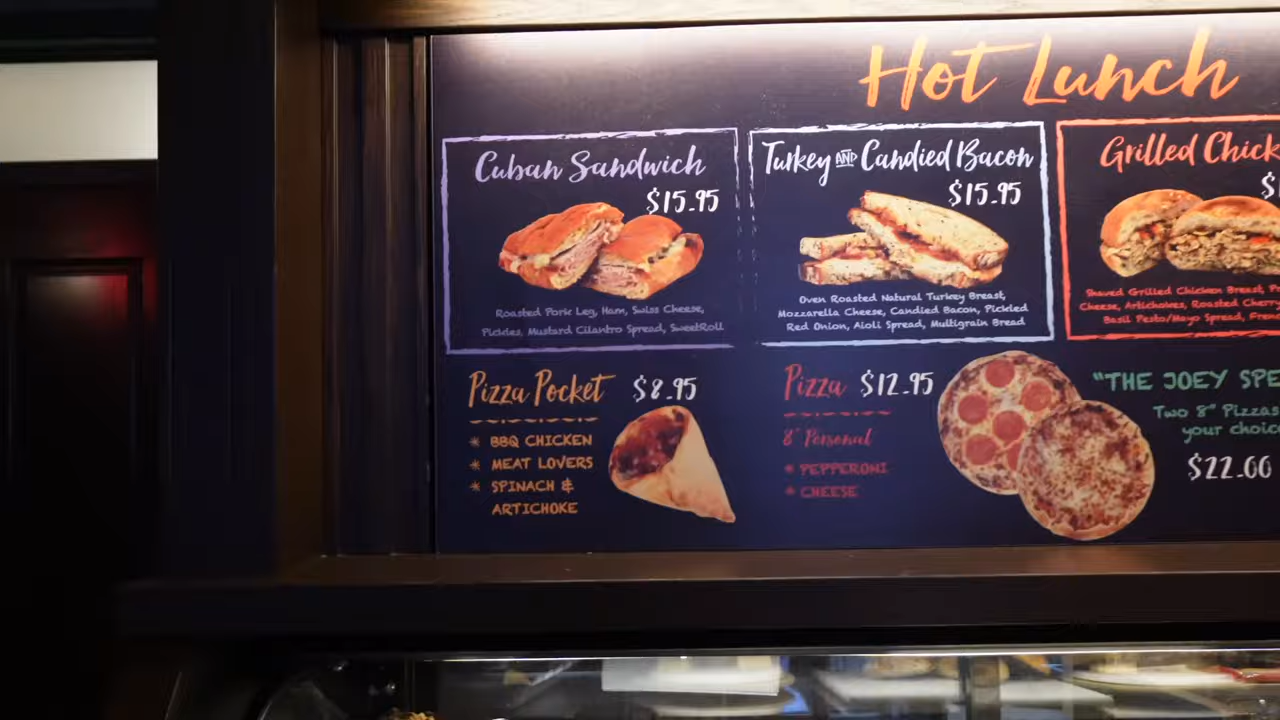 Hot Lunch
Cuban Sandwich
$15.95
Roasted Pork Leg, Ham, Swiss Cheese,
Pickles, Mustard Cilantro Spread, SweetRoll
Turkey AND Candied Bacon
$15.95
Oven Roasted Natural Turkey Breast,
Mozzarella Cheese, Candied Bacon, Pickled
Red Onion, Aioli Spread, Multigrain Bread
Grilled Chick
$
Shaved Grilled Chicken Breast,
Cheese, Artichokes, Roasted Cherry
Basil Pesto/Mayo Spread,
Pizza Pocket $8.95
* BBQ CHICKEN
* MEAT LOVERS
* SPINACH &
ARTICHOKE
Pizza $12.95
8" Personal
* PEPPERONI
* CHEESE
"THE JOEY SPE
Two 8" Pizzas
your choic
$22.00